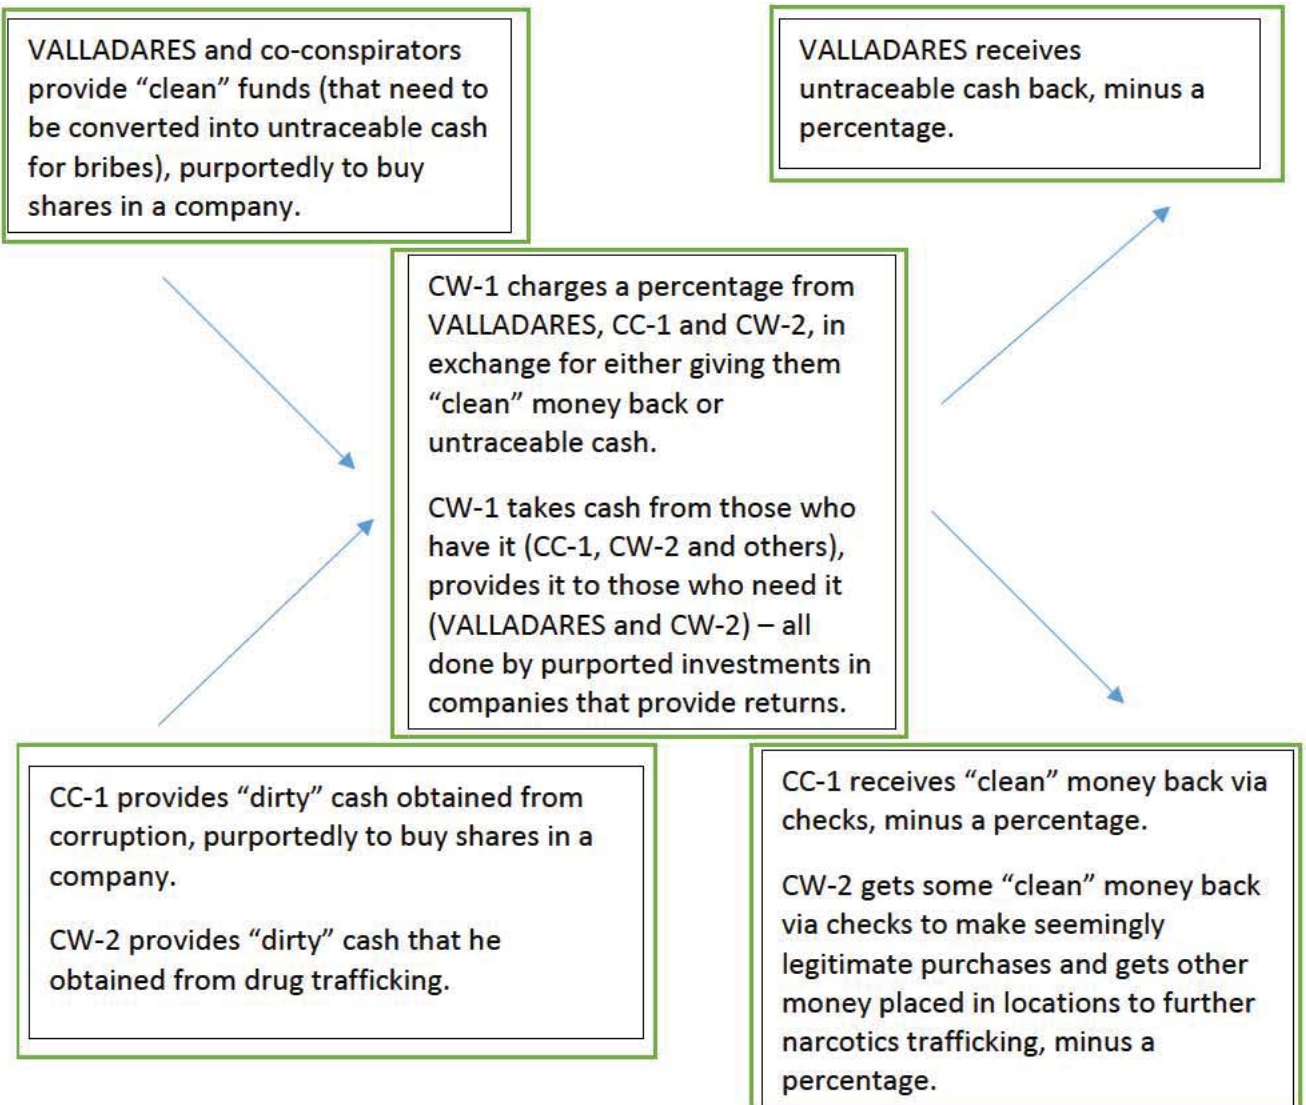 VALLADARES and co-conspirators
provide “clean” funds (that need to
be converted into untraceable cash
for bribes), purportedly to buy
shares in a company.
VALLADARES receives
untraceable cash back, minus a
percentage.
CW-1 charges a percentage from
VALLADARES, CC-1 and CW-2, in
exchange for either giving them
“clean” money back or
untraceable cash.
CW-1 takes cash from those who
have it (CC-1, CW-2 and others),
provides it to those who need it
(VALLADARES and CW-2) – all
done by purported investments in
companies that provide returns.
CC-1 provides “dirty” cash obtained from
corruption, purportedly to buy shares in a
company.
CW-2 provides “dirty” cash that he
obtained from drug trafficking.
CC-1 receives “clean” money back via
checks, minus a percentage.
CW-2 gets some “clean” money back
via checks to make seemingly
legitimate purchases and gets other
money placed in locations to further
narcotics trafficking, minus a
percentage.